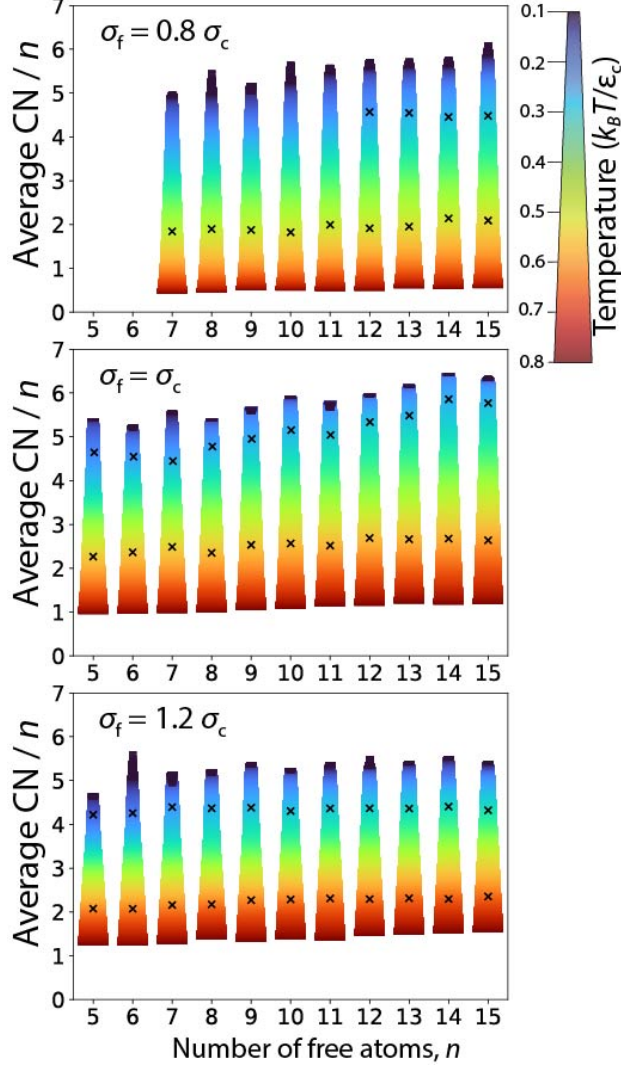 σf = 0.8 σc
Average CN / n
7
6
5
4
3
2
1
0
5 6 7 8 9 10 11 12 13 14 15
0.1
0.2
0.3
0.4
0.5
0.6
0.7
0.8
Temperature (kBT/εc)
σf = σc
Average CN / n
7
6
5
4
3
2
1
0
5 6 7 8 9 10 11 12 13 14 15
σf = 1.2 σc
Average CN / n
7
6
5
4
3
2
1
0
5 6 7 8 9 10 11 12 13 14 15
Number of free atoms, n